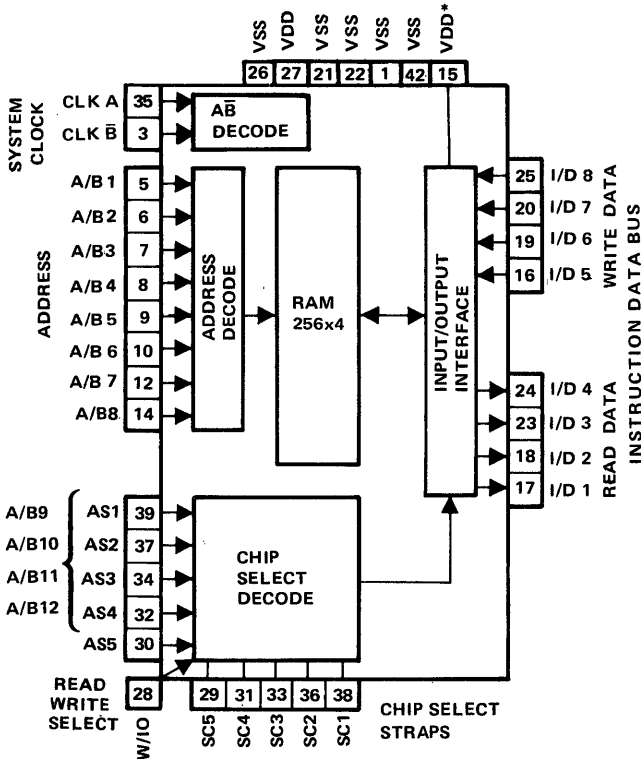 VSS VDD VSS VSS VSS VSS VDD*
26 27 21 22 1 42 15
SYSTEM
CLOCK
CLK A 35
CLK B̅ 3
AB̅
DECODE
ADDRESS
A/B 1 5
A/B 2 6
A/B3 7
A/B 4 8
A/B 5 9
A/B 6 10
A/B 7 12
A/B8 14
ADDRESS
DECODE
RAM
256x4
INPUT/OUTPUT
INTERFACE
25 I/D 8
20 I/D 7
19 I/D 6
16 I/D 5
WRITE DATA
24 I/D 4
23 I/D 3
18 I/D 2
17 I/D 1
READ DATA
INSTRUCTION DATA BUS
A/B9 AS1 39
A/B10 AS2 37
A/B11 AS3 34
A/B12 AS4 32
AS5 30
CHIP
SELECT
DECODE
READ
WRITE
SELECT
28
W/IO
29 31 33 36 38
SC5 SC4 SC3 SC2 SC1
CHIP SELECT
STRAPS